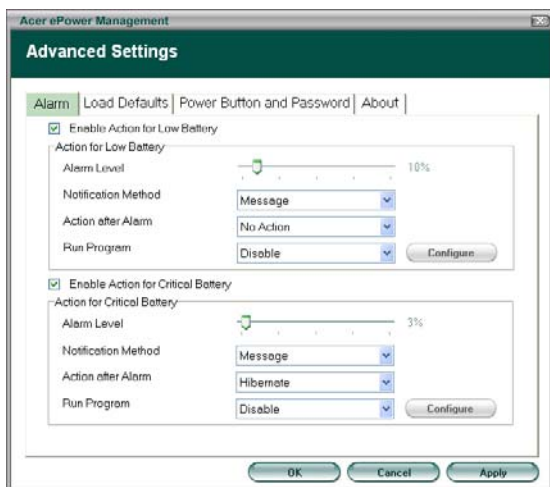 Acer ePower Management
Advanced Settings
Alarm Load Defaults Power Button and Password About
Enable Action for Low Battery
Action for Low Battery
Alarm Level 10%
Notification Method Message
Action after Alarm No Action
Run Program Disable Configure
Enable Action for Critical Battery
Action for Critical Battery
Alarm Level 3%
Notification Method Message
Action after Alarm Hibernate
Run Program Disable Configure
OK Cancel Apply